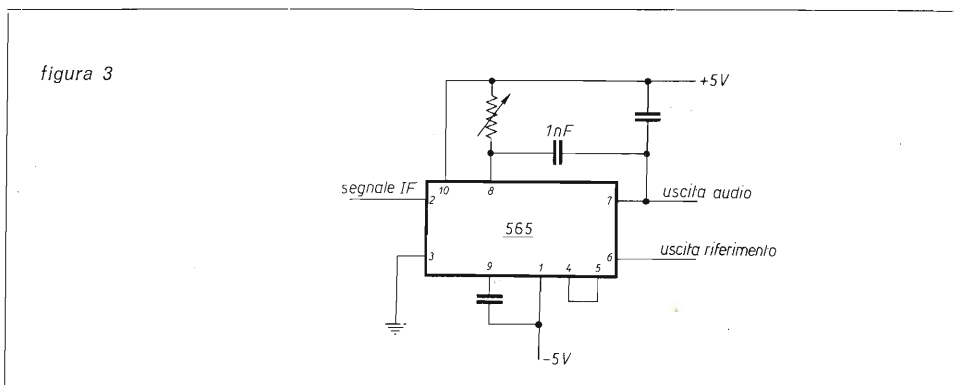 figura 3
+5V
1nF
segnale IF
10
8
2
7
uscita audio
565
uscita riferimento
3
9
1
4
5
6
-5V